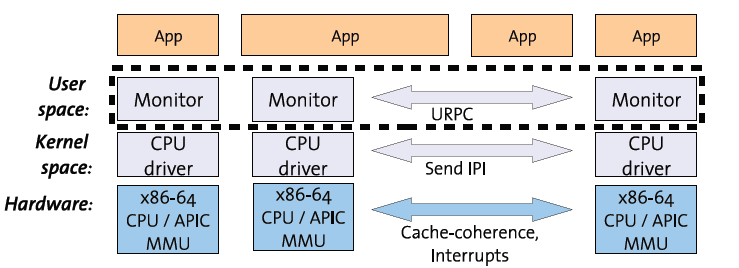 App
App
App
App
User
space:
Monitor
Monitor
URPC
Monitor
Kernel
space:
CPU
driver
CPU
driver
Send IPI
CPU
driver
Hardware:
x86-64
CPU / APIC
MMU
x86-64
CPU / APIC
MMU
Cache-coherence,
Interrupts
x86-64
CPU / APIC
MMU